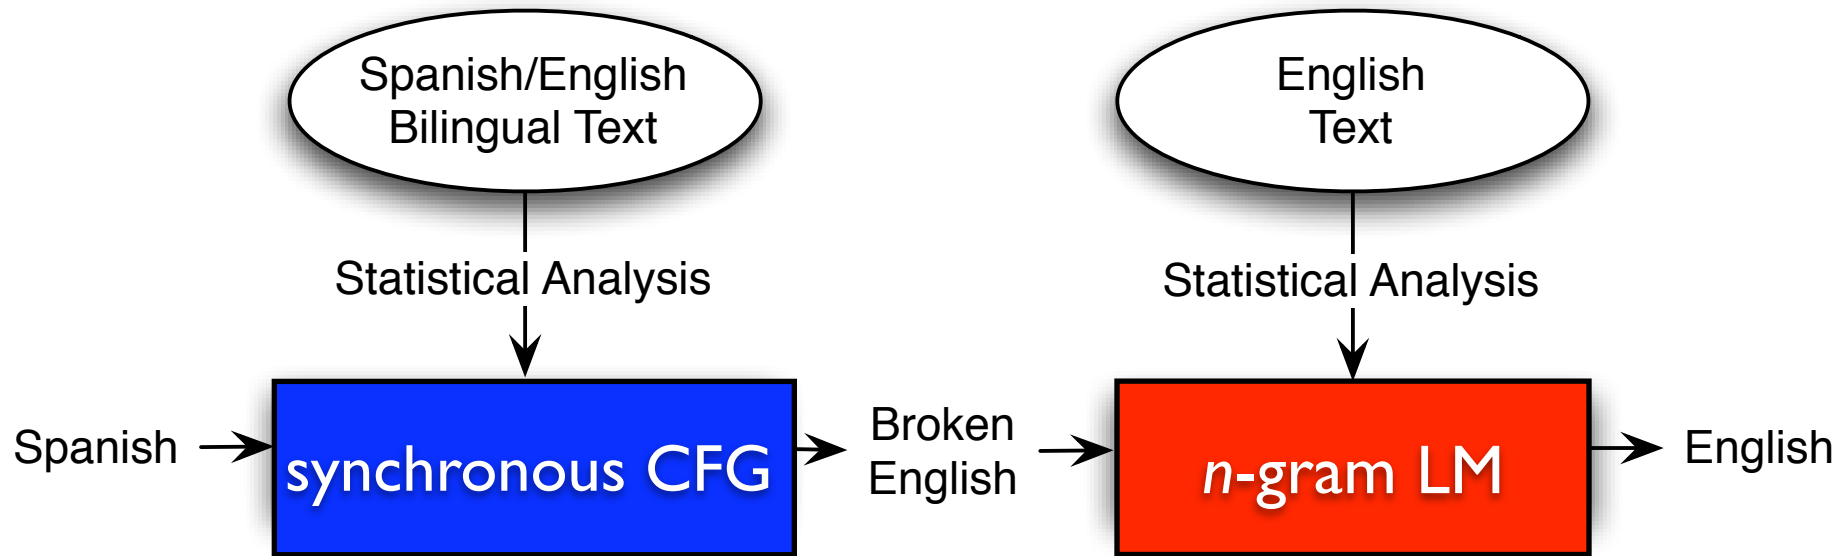 Spanish/English
Bilingual Text
English
Text
Statistical Analysis
Statistical Analysis
Spanish
synchronous CFG
Broken
English
n-gram LM
English